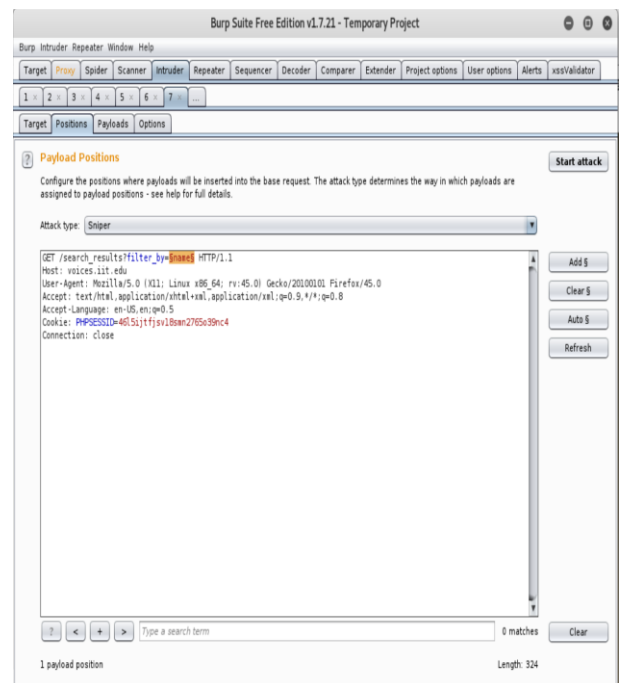 Burp Suite Free Edition v1.7.21 - Temporary Project
Burp Intruder Repeater Window Help
Target Proxy Spider Scanner Intruder Repeater Sequencer Decoder Comparer Extender Project options User options Alerts xssValidator
1 × 2 × 3 × 4 × 5 × 6 × 7 × ...
Target Positions Payloads Options
? Payload Positions
Start attack
Configure the positions where payloads will be inserted into the base request. The attack type determines the way in which payloads are
assigned to payload positions - see help for full details.
Attack type: Sniper
GET /search_results?filter_by=§name§ HTTP/1.1
Host: voices.iit.edu
User-Agent: Mozilla/5.0 (X11; Linux x86_64; rv:45.0) Gecko/20100101 Firefox/45.0
Accept: text/html,application/xhtml+xml,application/xml;q=0.9,*/*;q=0.8
Accept-Language: en-US,en;q=0.5
Cookie: PHPSESSID=46l5ijtfjsvl8smn2765o39nc4
Connection: close
Add §
Clear §
Auto §
Refresh
? < + > Type a search term 0 matches Clear
1 payload position Length: 324